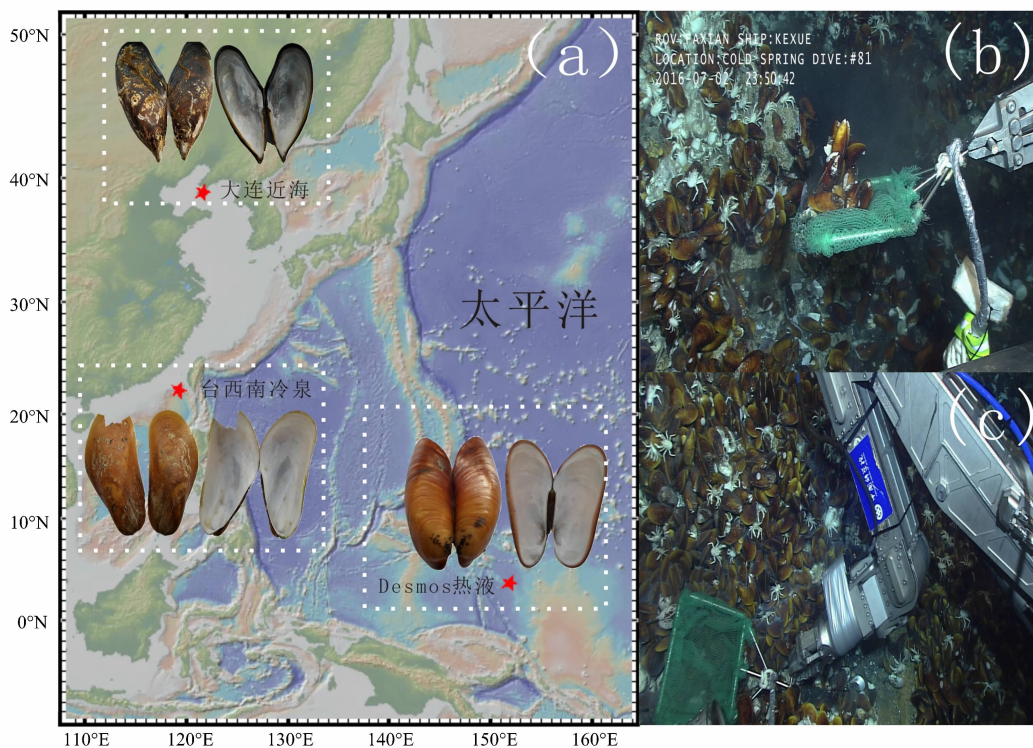 (a)
50°N
40°N
30°N
20°N
10°N
0°N
110°E
120°E
130°E
140°E
150°E
160°E
大连近海
太平洋
台西南冷泉
Desmos热液
(b)
ROV:FAXIAN SHIP:KEXUE
LOCATION:COLD-SPRING DIVE:#81
2016-07-02 23:50:42
(c)